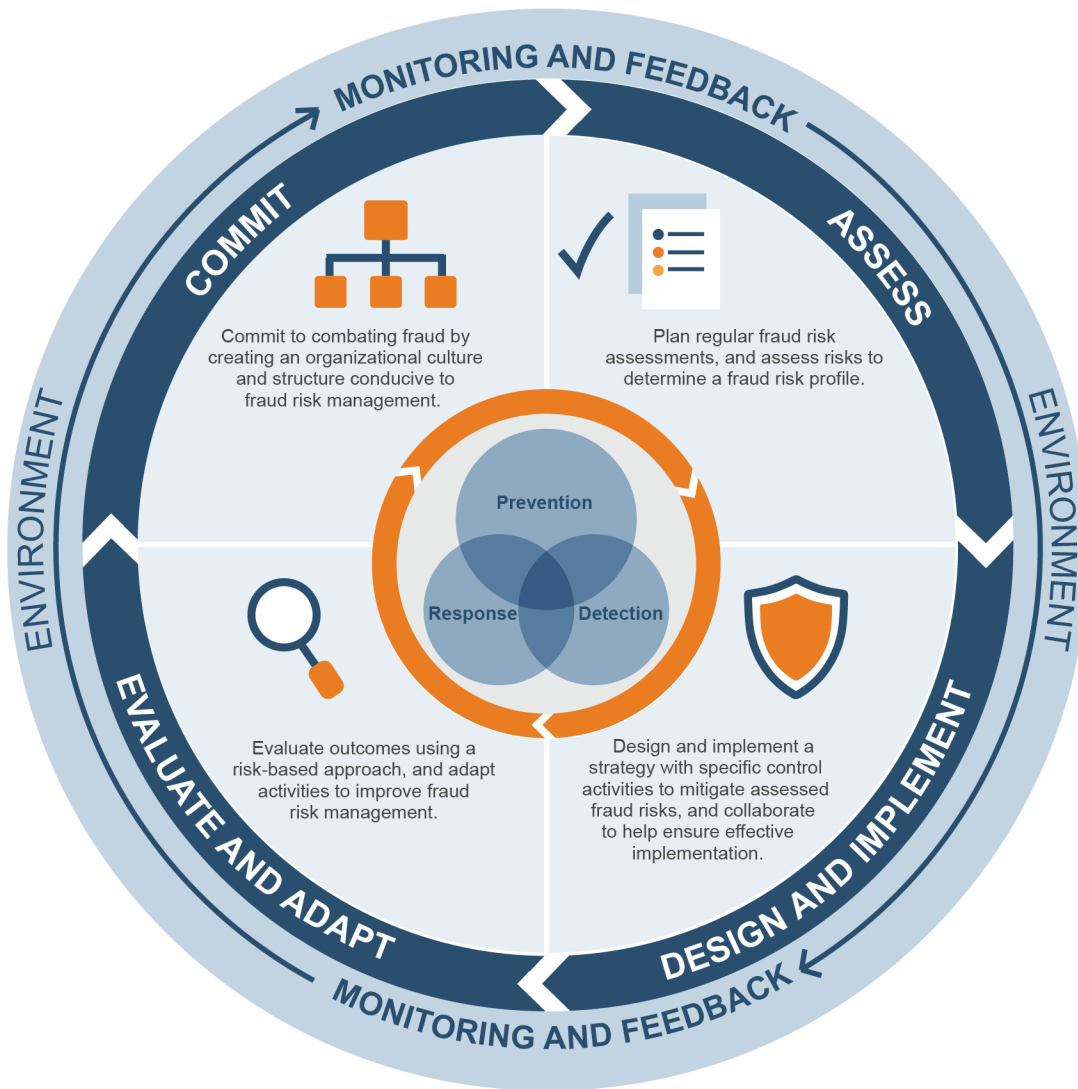 MONITORING AND FEEDBACK
COMMIT
ASSESS
Commit to combating fraud by
creating an organizational culture
and structure conducive to
fraud risk management.
Plan regular fraud risk
assessments, and assess risks to
determine a fraud risk profile.
ENVIRONMENT
ENVIRONMENT
Prevention
Response
Detection
Evaluate outcomes using a
risk-based approach, and adapt
activities to improve fraud
risk management.
Design and implement a
strategy with specific control
activities to mitigate assessed
fraud risks, and collaborate
to help ensure effective
implementation.
EVALUATE AND ADAPT
DESIGN AND IMPLEMENT
MONITORING AND FEEDBACK